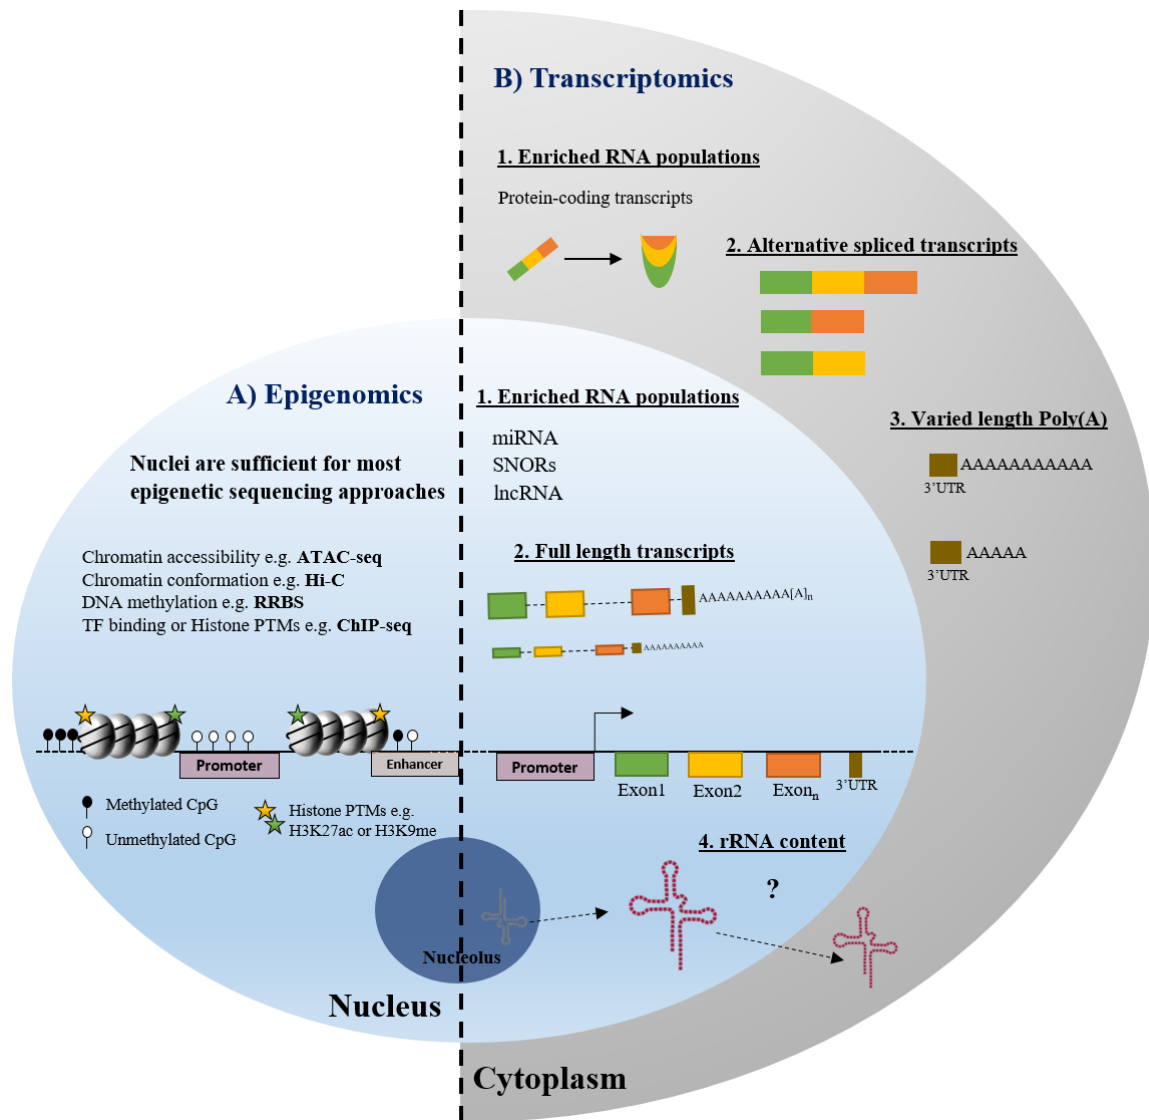 B) Transcriptomics
1. Enriched RNA populations
Protein-coding transcripts
2. Alternative spliced transcripts
3. Varied length Poly(A)
AAAAAAAAAAA
3’UTR
AAAAA
3’UTR
A) Epigenomics
Nuclei are sufficient for most
epigenetic sequencing approaches
Chromatin accessibility e.g. ATAC-seq
Chromatin conformation e.g. Hi-C
DNA methylation e.g. RRBS
TF binding or Histone PTMs e.g. ChIP-seq
1. Enriched RNA populations
miRNA
SNORs
lncRNA
2. Full length transcripts
AAAAAAAAAA[A]n
AAAAAAAAAA
Promoter
Enhancer
Promoter
Exon1
Exon2
Exonn
3’UTR
Methylated CpG
Unmethylated CpG
Histone PTMs e.g.
H3K27ac or H3K9me
4. rRNA content
?
Nucleolus
Nucleus
Cytoplasm